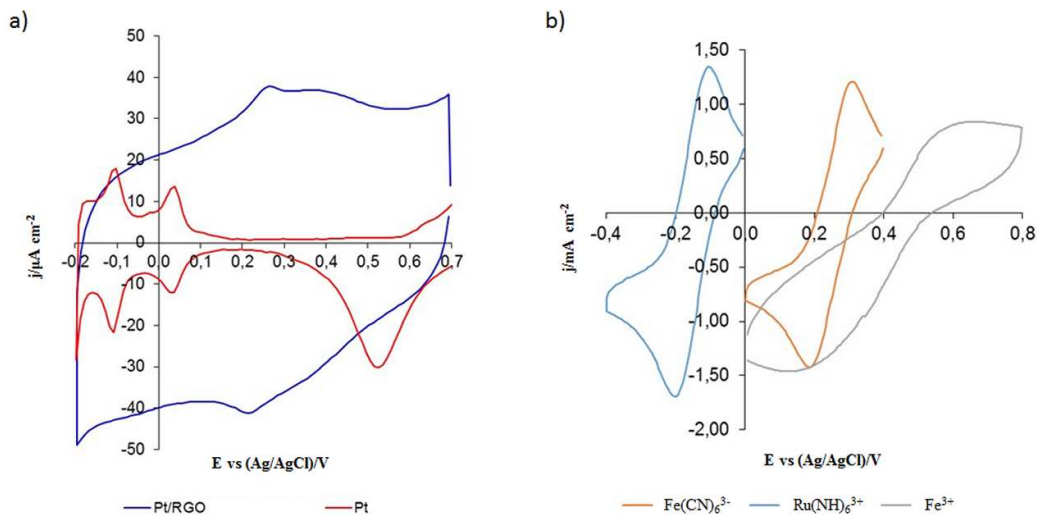 a)
50
40
30
20
10
0
-10
-20
-30
-40
-50
-0,2 -0,1 0,0 0,1 0,2 0,3 0,4 0,5 0,6 0,7
j/µA cm⁻²
E vs (Ag/AgCl)/V
Pt/RGO Pt
b)
1,50
1,00
0,50
0,00
-0,50
-1,00
-1,50
-2,00
-0,4 -0,2 0,0 0,2 0,4 0,6 0,8
j/mA cm⁻²
E vs (Ag/AgCl)/V
Fe(CN)₆³⁻ Ru(NH)₆³⁺ Fe³⁺